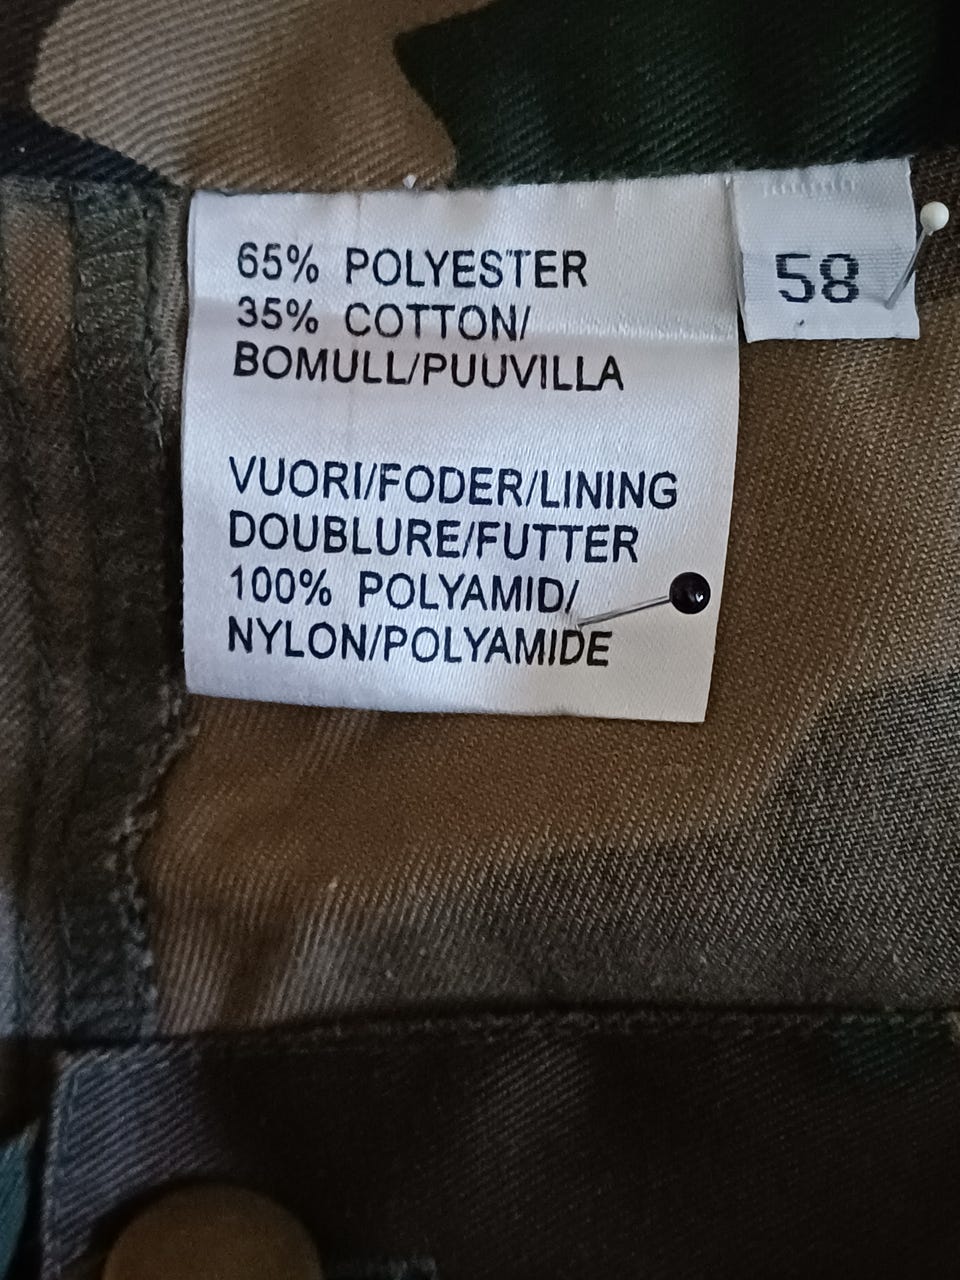 65% POLYESTER
35% COTTON/
BOMULL/PUUVILLA
VUORI/FODER/LINING
DOUBLURE/FUTTER
100% POLYAMID/
NYLON/POLYAMIDE
58